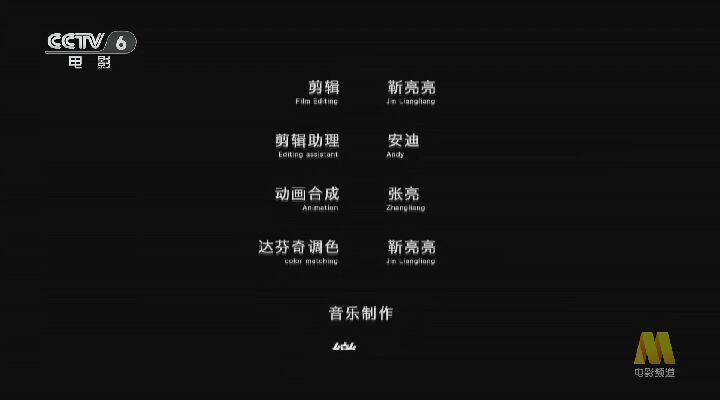 CCTV 6
电影
剪辑 靳亮亮
Film Editing Jin Liangliang
剪辑助理 安迪
Editing assistant Andy
动画合成 张亮
Animation Zhangliang
达芬奇调色 靳亮亮
color matching Jin Liangliang
音乐制作
电影频道